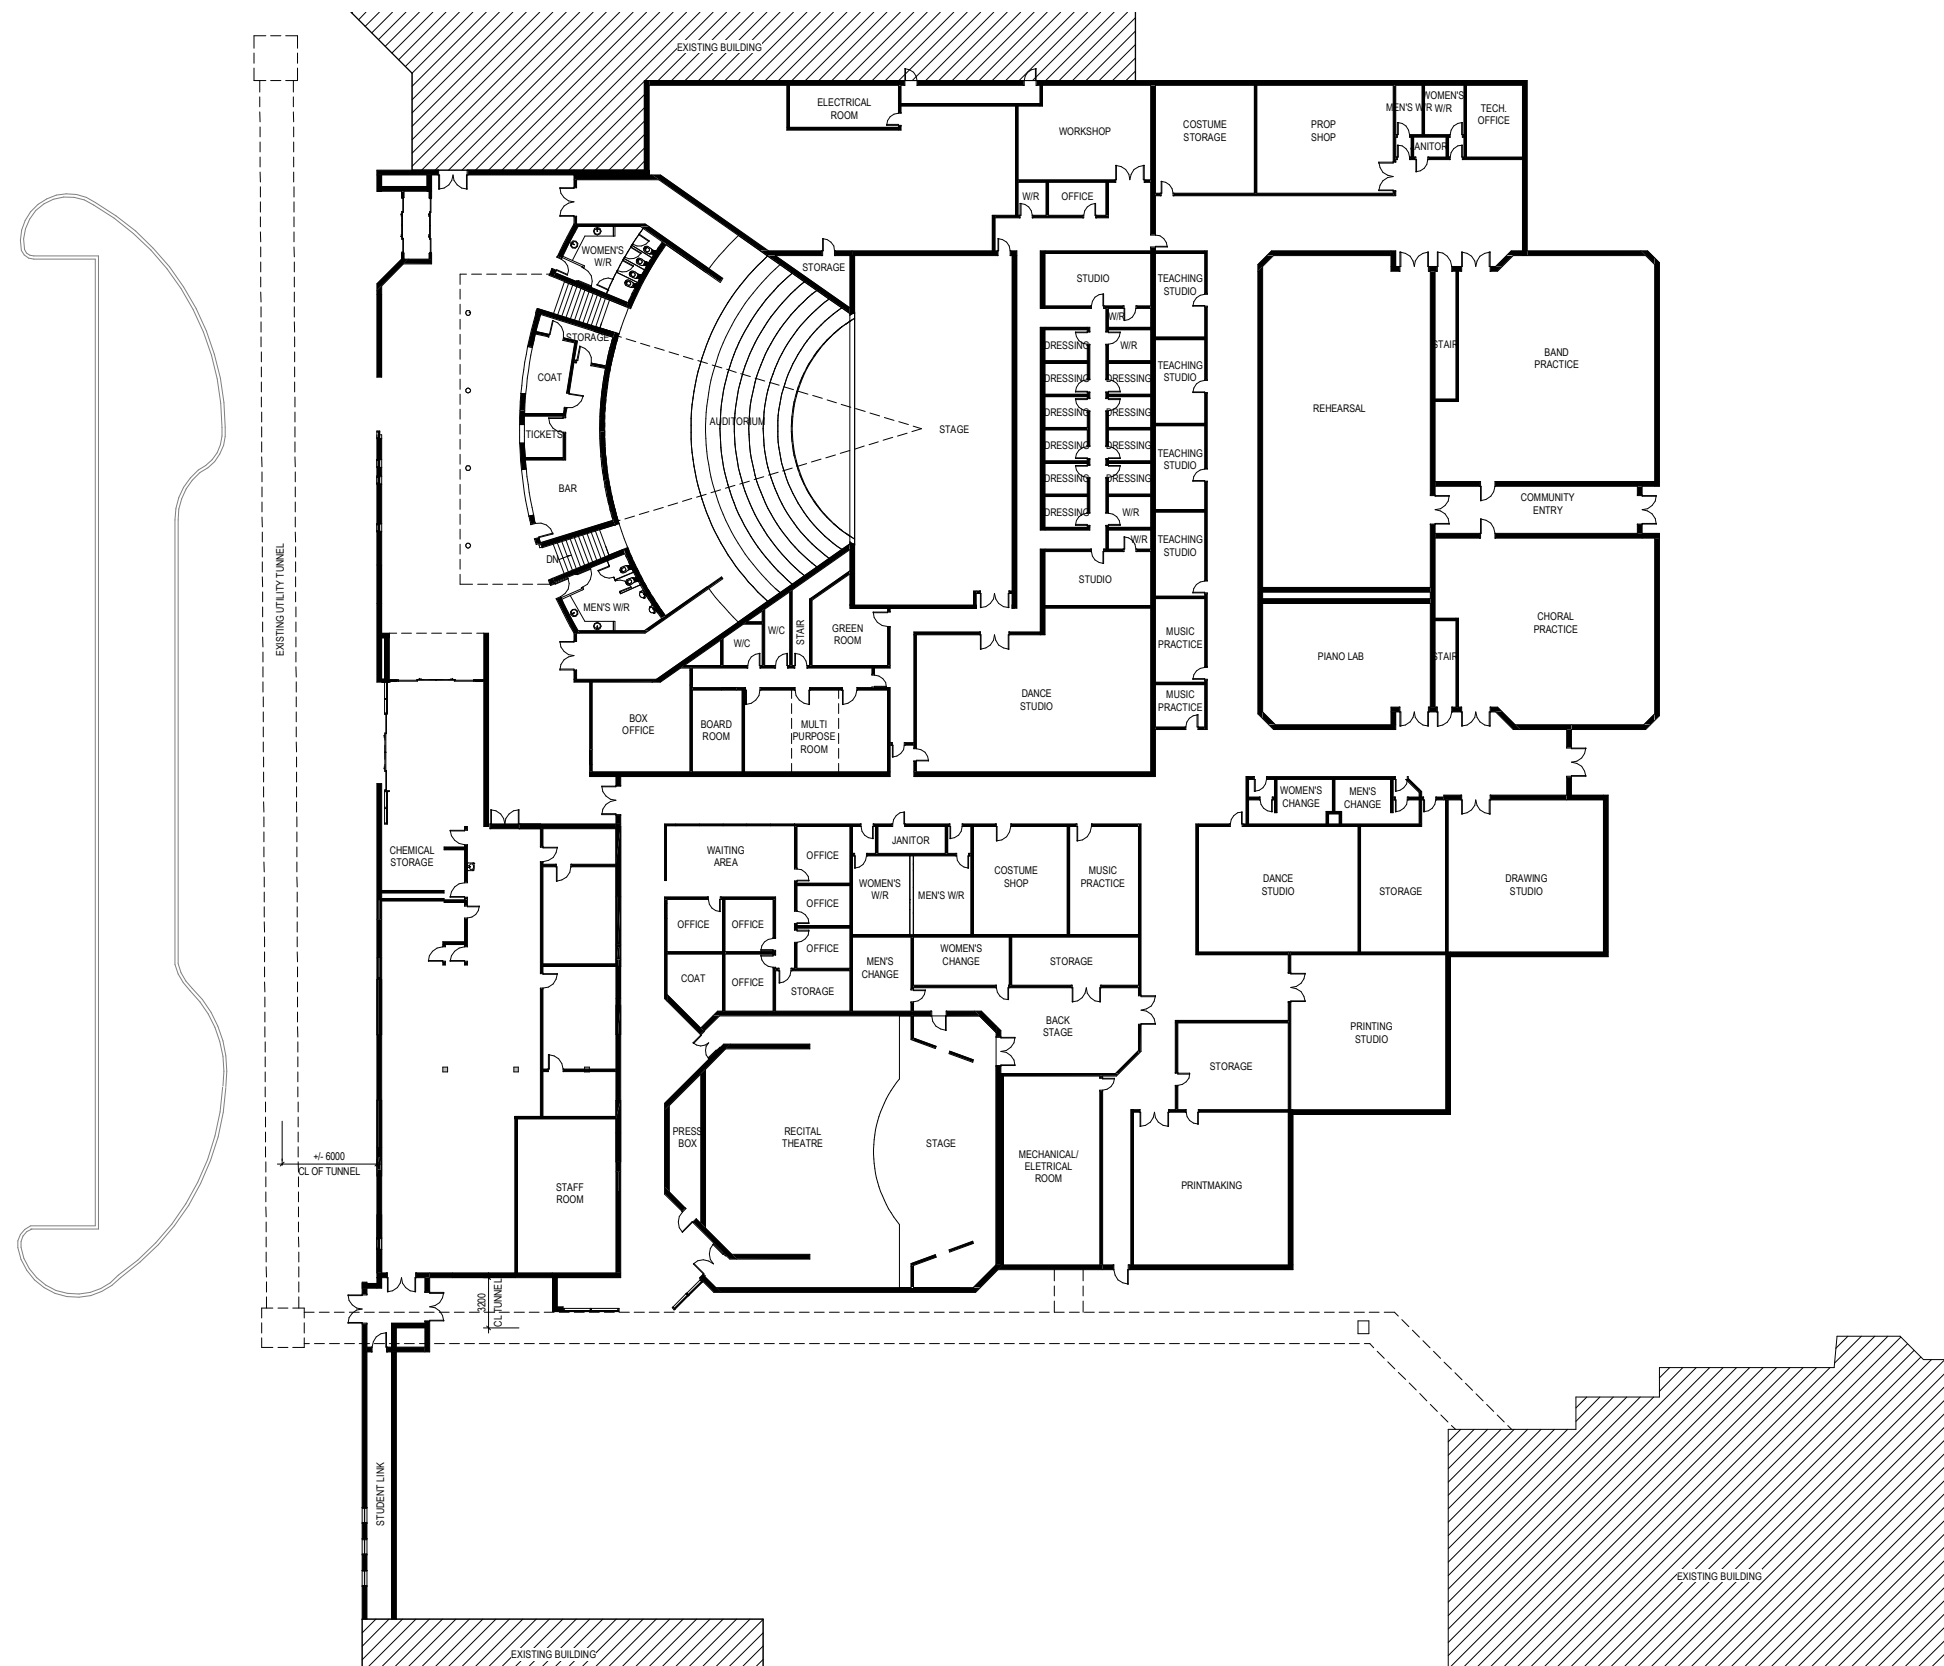 EXISTING BUILDING
ELECTRICAL
ROOM
WORKSHOP
COSTUME
STORAGE
PROP
SHOP
MEN'S W/R
WOMEN'S
W/R
TECH.
OFFICE
JANITOR
W/R
OFFICE
WOMEN'S
W/R
STORAGE
STUDIO
TEACHING
STUDIO
W/R
STORAGE
DRESSING
W/R
STAIR
BAND
PRACTICE
COAT
DRESSING
DRESSING
TEACHING
STUDIO
REHEARSAL
DRESSING
DRESSING
AUDITORIUM
STAGE
TICKETS
DRESSING
DRESSING
TEACHING
STUDIO
BAR
DRESSING
DRESSING
COMMUNITY
ENTRY
DRESSING
W/R
W/R
TEACHING
STUDIO
DN
STUDIO
EXISTING UTILITY TUNNEL
MEN'S W/R
CHORAL
PRACTICE
W/C
W/C
STAIR
GREEN
ROOM
MUSIC
PRACTICE
PIANO LAB
STAIR
BOX
OFFICE
BOARD
ROOM
MULTI
PURPOSE
ROOM
DANCE
STUDIO
MUSIC
PRACTICE
WOMEN'S
CHANGE
MEN'S
CHANGE
CHEMICAL
STORAGE
WAITING
AREA
OFFICE
JANITOR
COSTUME
SHOP
MUSIC
PRACTICE
WOMEN'S
W/R
MEN'S W/R
DANCE
STUDIO
STORAGE
DRAWING
STUDIO
OFFICE
OFFICE
OFFICE
OFFICE
MEN'S
CHANGE
WOMEN'S
CHANGE
STORAGE
COAT
OFFICE
STORAGE
BACK
STAGE
PRINTING
STUDIO
STORAGE
PRESS
BOX
RECITAL
THEATRE
STAGE
MECHANICAL/
ELETRICAL
ROOM
+/- 6000
CL OF TUNNEL
STAFF
ROOM
PRINTMAKING
3200
CL TUNNEL
STUDENT LINK
EXISTING BUILDING
EXISTING BUILDING